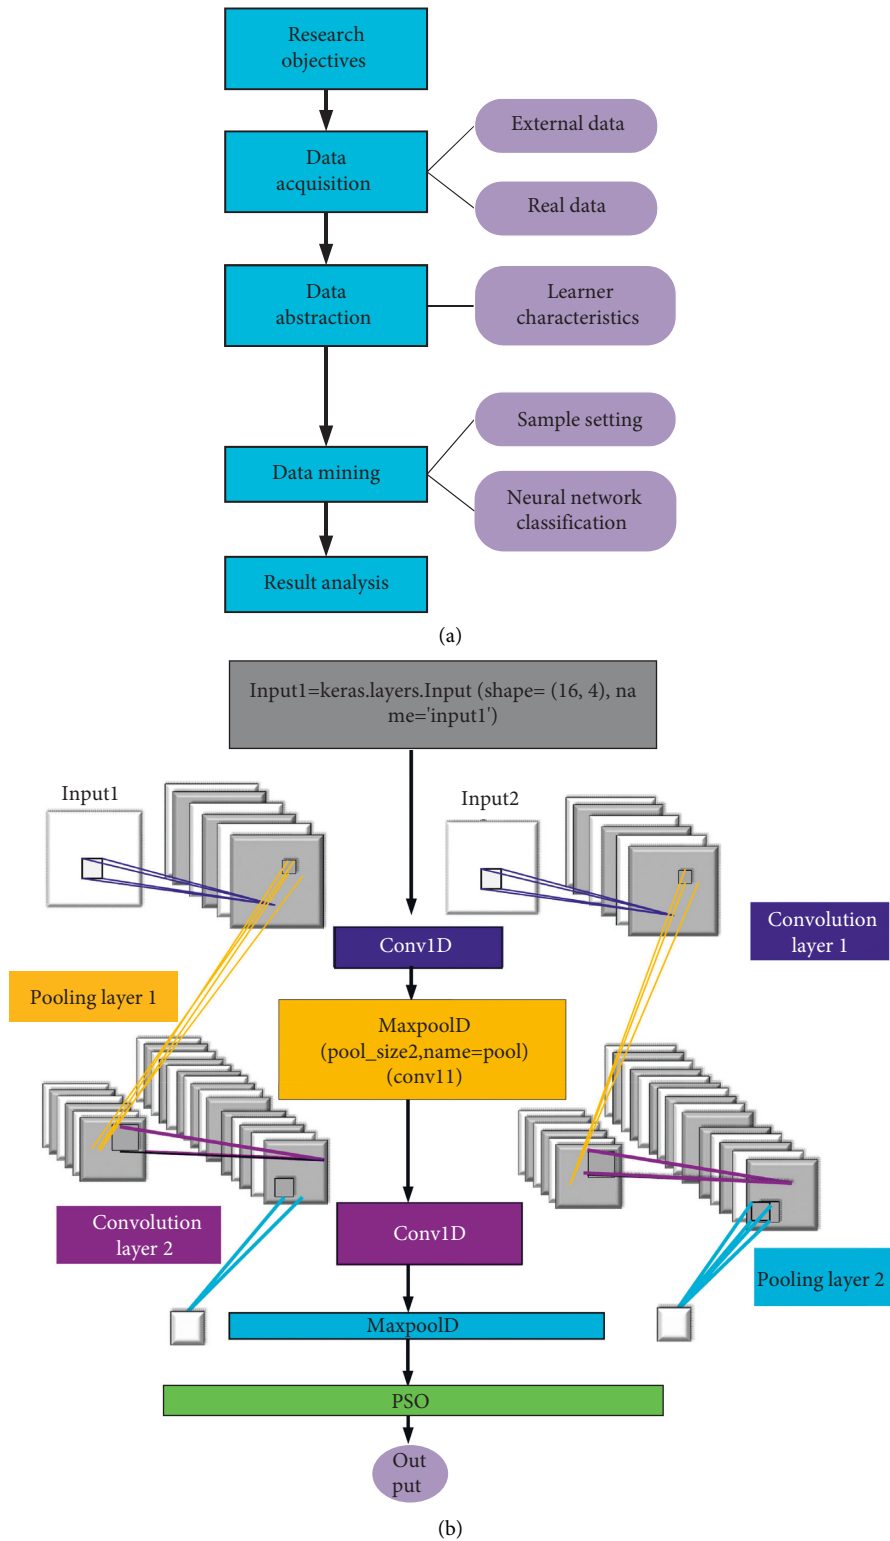 Research
objectives
Data
acquisition
External data
Real data
Data
abstraction
Learner
characteristics
Data mining
Sample setting
Neural network
classification
Result analysis
(a)
Input1=keras.layers.Input (shape= (16, 4), na
me='input1')
Input1
Input2
Convolution
layer 1
Conv1D
Pooling layer 1
MaxpoolD
(pool_size2,name=pool)
(conv11)
Convolution
layer 2
Conv1D
Pooling layer 2
MaxpoolD
PSO
Out
put
(b)